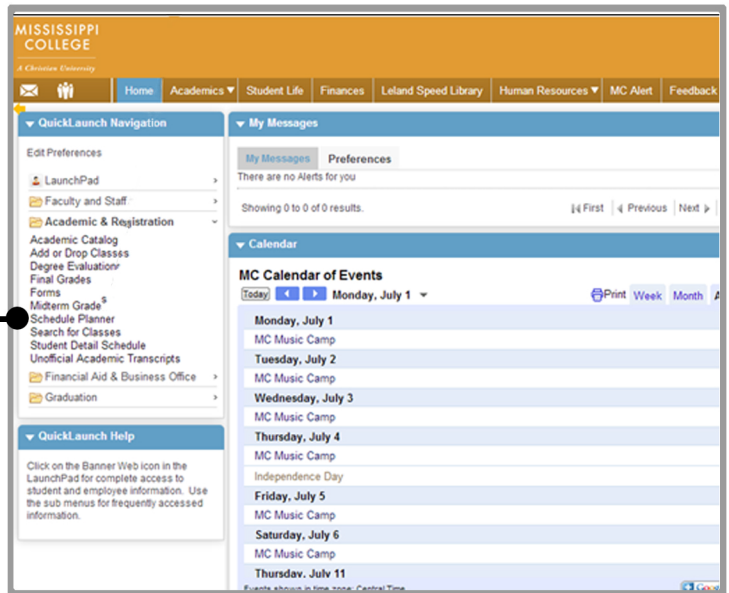 MISSISSIPPI
COLLEGE
A Christian University
Home Academics Student Life Finances Leland Speed Library Human Resources MC Alert Feedback
QuickLaunch Navigation
Edit Preferences
LaunchPad
Faculty and Staff
Academic & Registration
Academic Catalog
Add or Drop Classss
Degree Evaluation
Final Grades
Forms
Midterm Grades
Schedule Planner
Search for Classes
Student Detail Schedule
Unofficial Academic Transcripts
Financial Aid & Business Office
Graduation
QuickLaunch Help
Click on the Banner Web icon in the
LaunchPad for complete access to
student and employee information. Use
the sub menus for frequently accessed
information.
My Messages
My Messages Preferences
There are no Alerts for you
Showing 0 to 0 of 0 results.
First Previous Next
Calendar
MC Calendar of Events
Today Monday, July 1
Print Week Month
Monday, July 1
MC Music Camp
Tuesday, July 2
MC Music Camp
Wednesday, July 3
MC Music Camp
Thursday, July 4
MC Music Camp
Independence Day
Friday, July 5
MC Music Camp
Saturday, July 6
MC Music Camp
Thursday, July 11
Events shown in time zone: Central Time